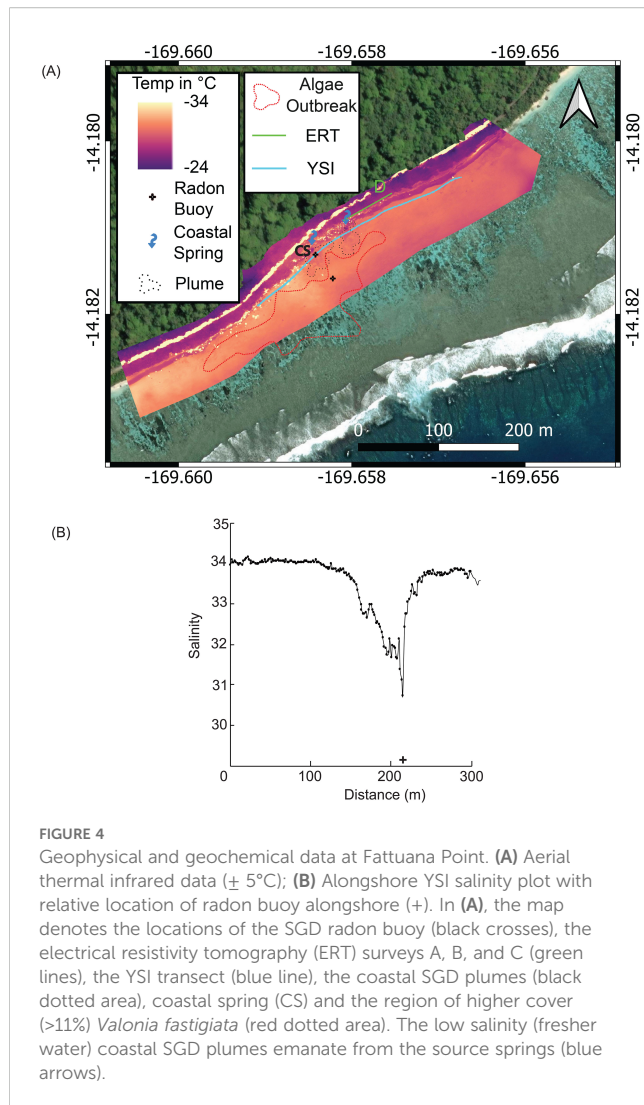 -169.660 -169.658 -169.656
(A)
Temp in °C
-34
-24
Radon
Buoy
Coastal
Spring
Plume
Algae
Outbreak
ERT
YSI
-14.180
-14.182
D
CS
0 100 200 m
-169.660 -169.658 -169.656
(B)
35
34
33
32
31
30
29
Salinity
0 100 200 300
+
Distance (m)
FIGURE 4
Geophysical and geochemical data at Fattuana Point. (A) Aerial
thermal infrared data (± 5°C); (B) Alongshore YSI salinity plot with
relative location of radon buoy alongshore (+). In (A), the map
denotes the locations of the SGD radon buoy (black crosses), the
electrical resistivity tomography (ERT) surveys A, B, and C (green
lines), the YSI transect (blue line), the coastal SGD plumes (black
dotted area), coastal spring (CS) and the region of higher cover
(>11%) Valonia fastigiata (red dotted area). The low salinity (fresher
water) coastal SGD plumes emanate from the source springs (blue
arrows).